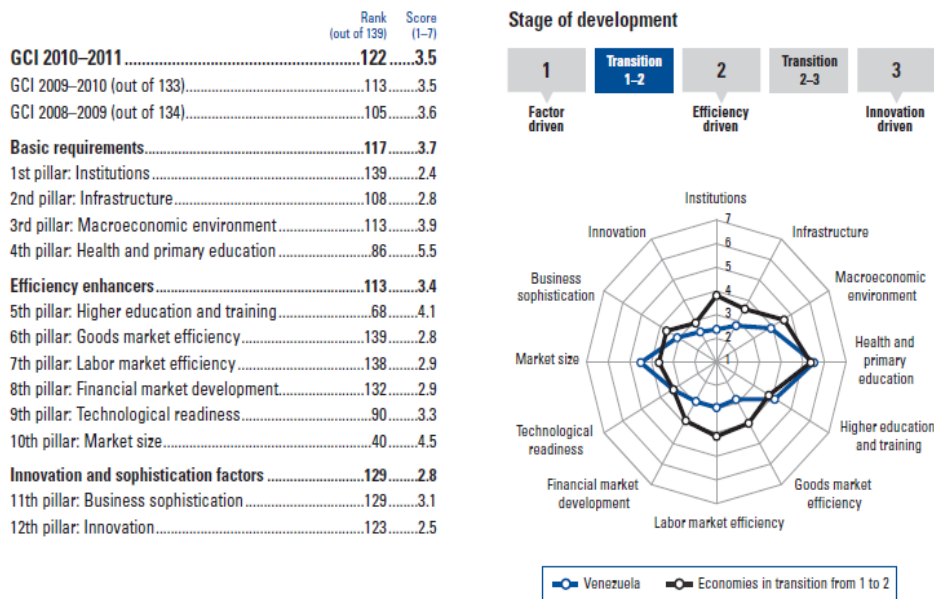 Rank Score
(out of 139) (1–7)
GCI 2010–2011......122......3.5
GCI 2009–2010 (out of 133)......113......3.5
GCI 2008–2009 (out of 134)......105......3.6
Basic requirements......117......3.7
1st pillar: Institutions......139......2.4
2nd pillar: Infrastructure......108......2.8
3rd pillar: Macroeconomic environment......113......3.9
4th pillar: Health and primary education......86......5.5
Efficiency enhancers......113......3.4
5th pillar: Higher education and training......68......4.1
6th pillar: Goods market efficiency......139......2.8
7th pillar: Labor market efficiency......138......2.9
8th pillar: Financial market development......132......2.9
9th pillar: Technological readiness......90......3.3
10th pillar: Market size......40......4.5
Innovation and sophistication factors......129......2.8
11th pillar: Business sophistication......129......3.1
12th pillar: Innovation......123......2.5
Stage of development
1 Transition 1–2 2 Transition 2–3 3
Factor driven Efficiency driven Innovation driven
Institutions
7
6
5
4
3
2
1
Infrastructure
Macroeconomic
environment
Health and
primary
education
Higher education
and training
Goods market
efficiency
Labor market efficiency
Financial market
development
Technological
readiness
Market size
Business
sophistication
Innovation
Venezuela Economies in transition from 1 to 2